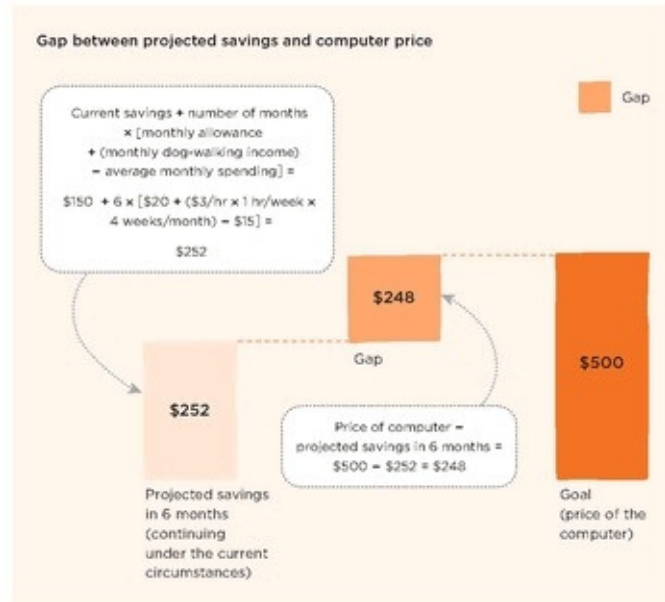 Gap between projected savings and computer price
Gap
Current savings + number of months
× [monthly allowance
+ (monthly dog-walking income)
− average monthly spending] =
$150 + 6 × [$20 + ($3/hr × 1 hr/week ×
4 weeks/month) − $15] =
$252
$248
Gap
$500
$252
Price of computer −
projected savings in 6 months =
$500 − $252 = $248
Projected savings
in 6 months
(continuing
under the current
circumstances)
Goal
(price of the
computer)